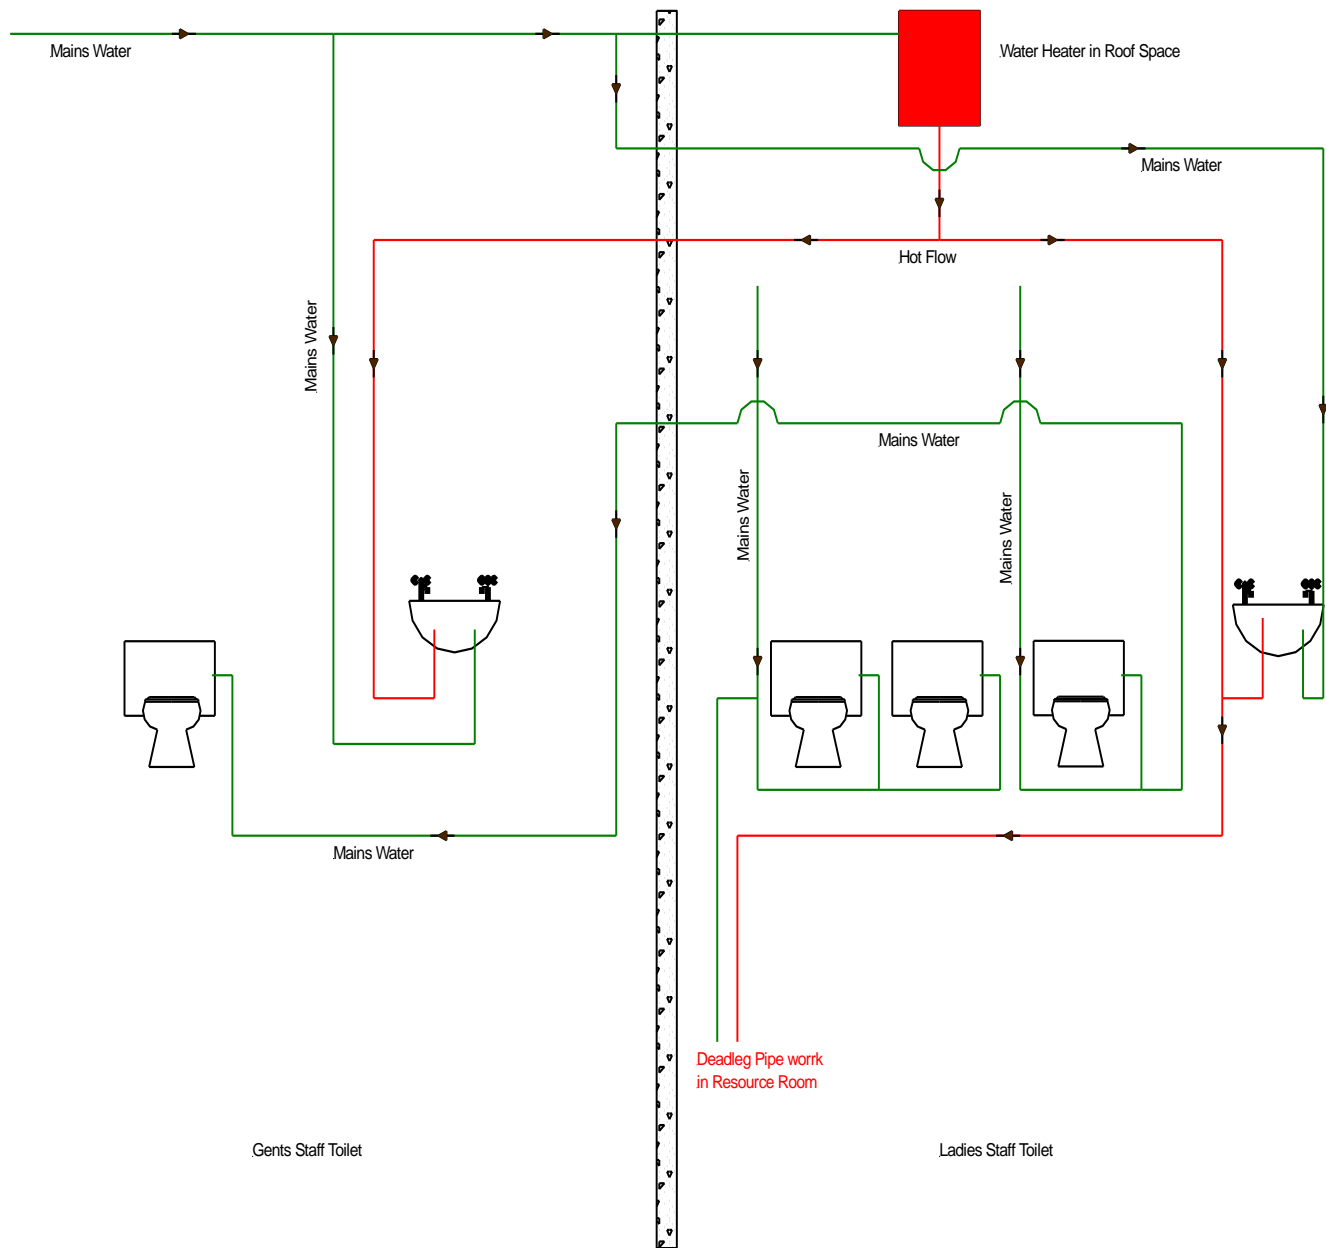 Mains Water
Water Heater in Roof Space
Mains Water
Hot Flow
Mains Water
Mains Water
Mains Water
Mains Water
Mains Water
Deadleg Pipe worrk
in Resource Room
Gents Staff Toilet
Ladies Staff Toilet